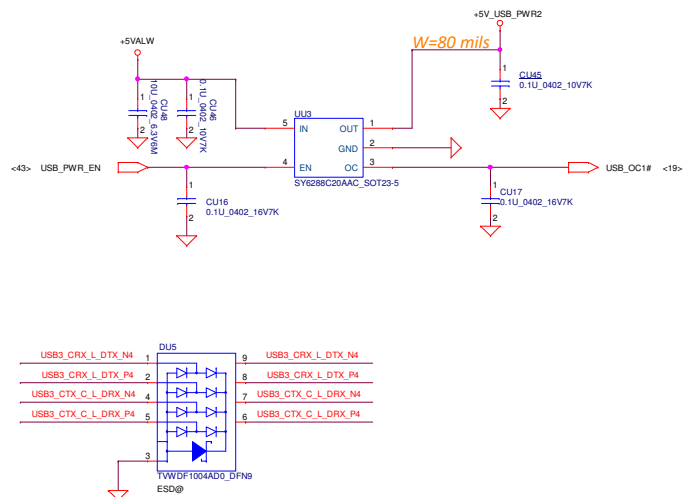 +5V_USB_PWR2
+5VALW
W=80 mils
1
2
CU48
10U_0402_6.3V6M
1
2
CU46
0.1U_0402_10V7K
1
2
CU45
0.1U_0402_10V7K
UU3
5 IN OUT 1
GND 2
4 EN OC 3
SY6288C20AAC_SOT23-5
<43> USB_PWR_EN
USB_OC1# <19>
1
2
CU16
0.1U_0402_16V7K
1
2
CU17
0.1U_0402_16V7K
DU5
USB3_CRX_L_DTX_N4 1 9 USB3_CRX_L_DTX_N4
USB3_CRX_L_DTX_P4 2 8 USB3_CRX_L_DTX_P4
USB3_CTX_C_L_DRX_N4 4 7 USB3_CTX_C_L_DRX_N4
USB3_CTX_C_L_DRX_P4 5 6 USB3_CTX_C_L_DRX_P4
3
TVWDF1004AD0_DFN9
ESD@